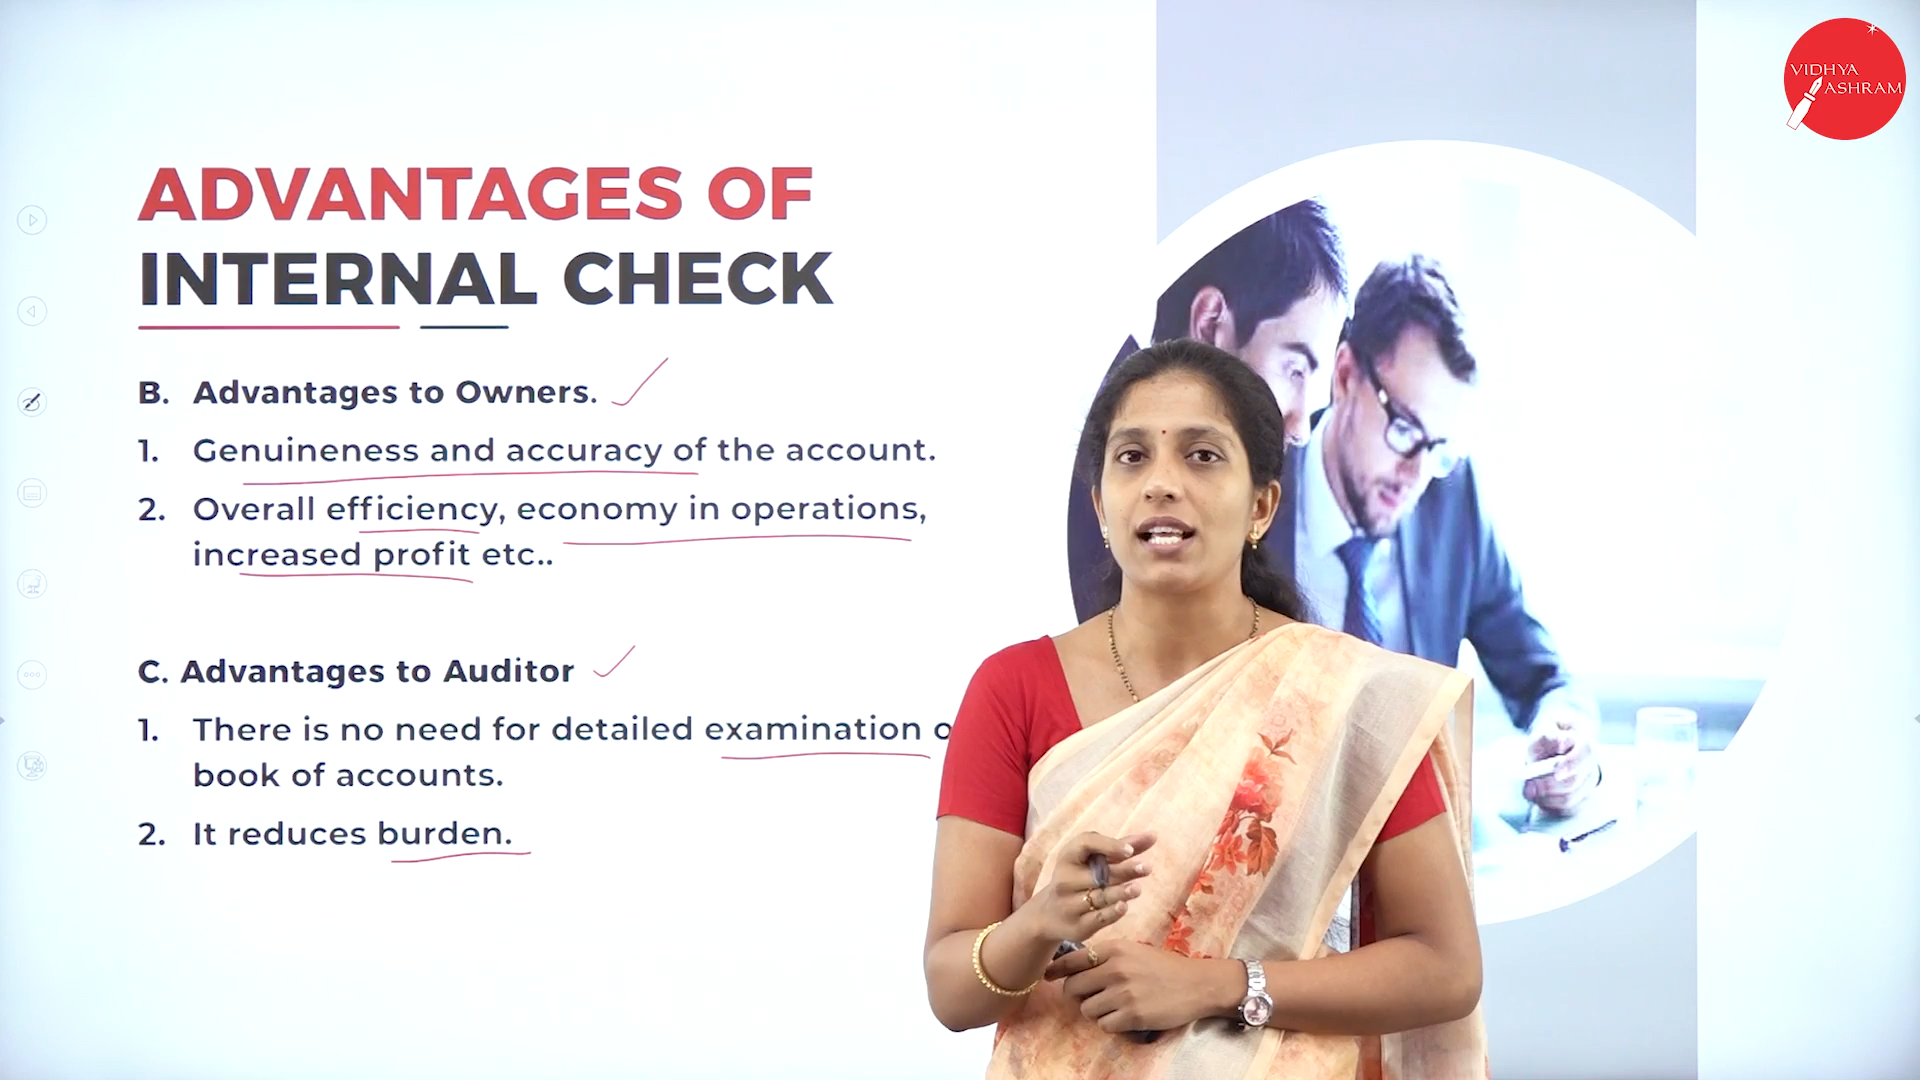 VIDHYA
ASHRAM
ADVANTAGES OF
INTERNAL CHECK
B. Advantages to Owners.
1. Genuineness and accuracy of the account.
2. Overall efficiency, economy in operations,
increased profit etc..
C. Advantages to Auditor
1. There is no need for detailed examination
book of accounts.
2. It reduces burden.